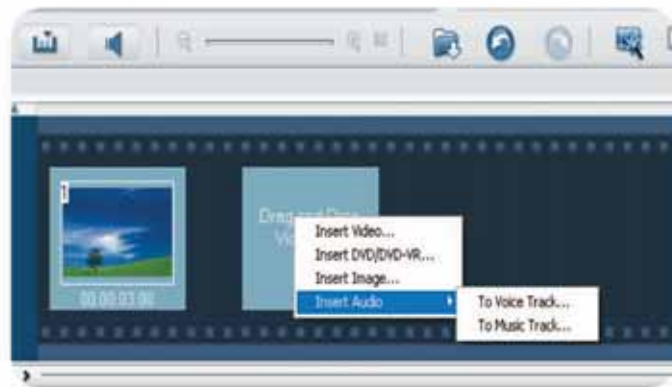 1
Drag and Drop
00:00:03:00
Insert Video...
Insert DVD/DVD-VR...
Insert Image...
Insert Audio
To Voice Track...
To Music Track...